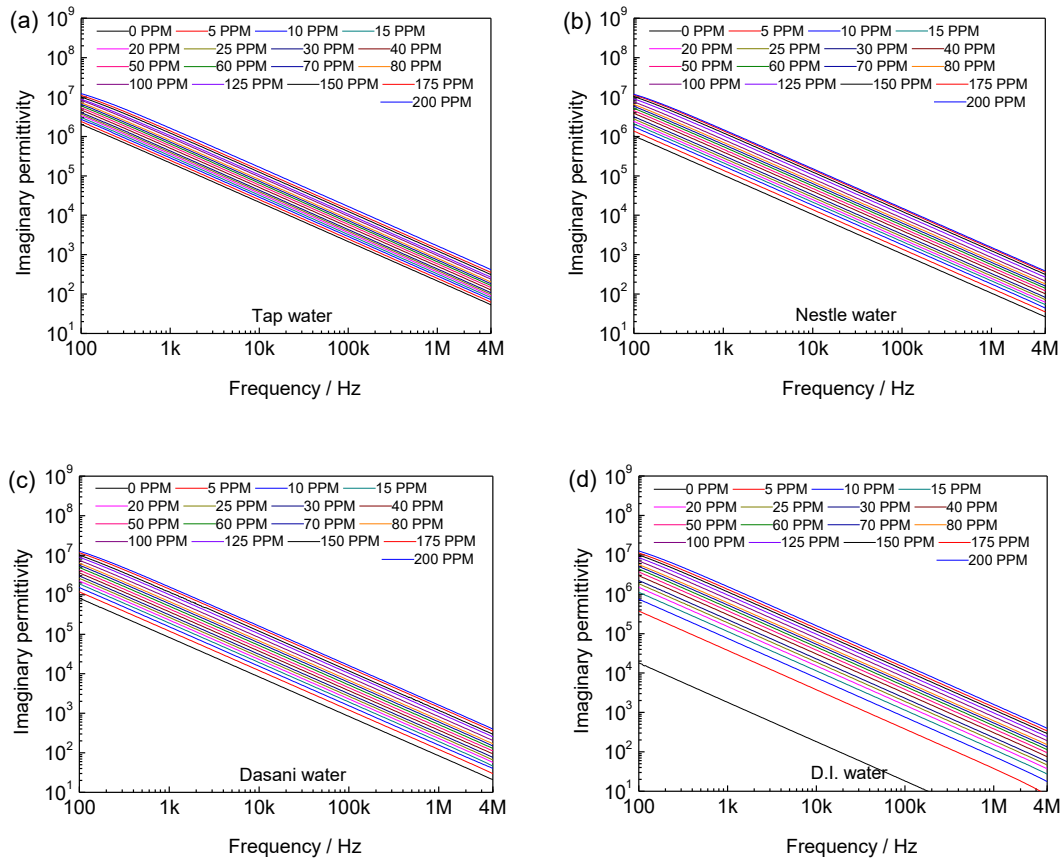 (a)
Imaginary permittivity
10^9
10^8
10^7
10^6
10^5
10^4
10^3
10^2
10^1
0 PPM 5 PPM 10 PPM 15 PPM
20 PPM 25 PPM 30 PPM 40 PPM
50 PPM 60 PPM 70 PPM 80 PPM
100 PPM 125 PPM 150 PPM 175 PPM
200 PPM
Tap water
100 1k 10k 100k 1M 4M
Frequency / Hz
(b)
Imaginary permittivity
10^9
10^8
10^7
10^6
10^5
10^4
10^3
10^2
10^1
0 PPM 5 PPM 10 PPM 15 PPM
20 PPM 25 PPM 30 PPM 40 PPM
50 PPM 60 PPM 70 PPM 80 PPM
100 PPM 125 PPM 150 PPM 175 PPM
200 PPM
Nestle water
100 1k 10k 100k 1M 4M
Frequency / Hz
(c)
Imaginary permittivity
10^9
10^8
10^7
10^6
10^5
10^4
10^3
10^2
10^1
0 PPM 5 PPM 10 PPM 15 PPM
20 PPM 25 PPM 30 PPM 40 PPM
50 PPM 60 PPM 70 PPM 80 PPM
100 PPM 125 PPM 150 PPM 175 PPM
200 PPM
Dasani water
100 1k 10k 100k 1M 4M
Frequency / Hz
(d)
Imaginary permittivity
10^9
10^8
10^7
10^6
10^5
10^4
10^3
10^2
10^1
0 PPM 5 PPM 10 PPM 15 PPM
20 PPM 25 PPM 30 PPM 40 PPM
50 PPM 60 PPM 70 PPM 80 PPM
100 PPM 125 PPM 150 PPM 175 PPM
200 PPM
D.I. water
100 1k 10k 100k 1M 4M
Frequency / Hz